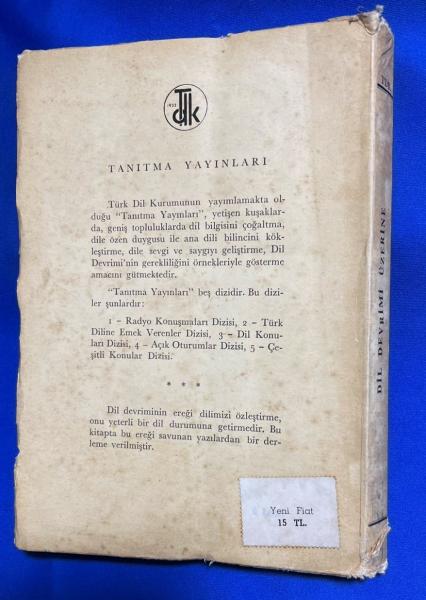 1932
TDK
TANITMA YAYINLARI
Türk Dil Kurumunun yayımlamakta ol-
duğu "Tanıtma Yayınları", yetişen kuşaklar-
da, geniş topluluklarda dil bilgisini çoğaltma,
dile özen duygusu ile ana dili bilincini kök-
leştirme, dile sevgi ve saygıyı geliştirme, Dil
Devrimi'nin gerekliliğini örnekleriyle gösterme
amacını gütmektedir.
"Tanıtma Yayınları" beş dizidir. Bu dizi-
ler şunlardır:
1 – Radyo Konuşmaları Dizisi, 2 – Türk
Diline Emek Verenler Dizisi, 3 – Dil Konu-
ları Dizisi, 4 – Açık Oturumlar Dizisi, 5 – Çe-
şitli Konular Dizisi.
* * *
Dil devriminin ereği dilimizi özleştirme,
onu yeterli bir dil durumuna getirmedir. Bu
kitapta bu ereği savunan yazılardan bir der-
leme verilmiştir.
Yeni Fiat
15 TL.
DİL DEVRİMİ ÜZERİNE